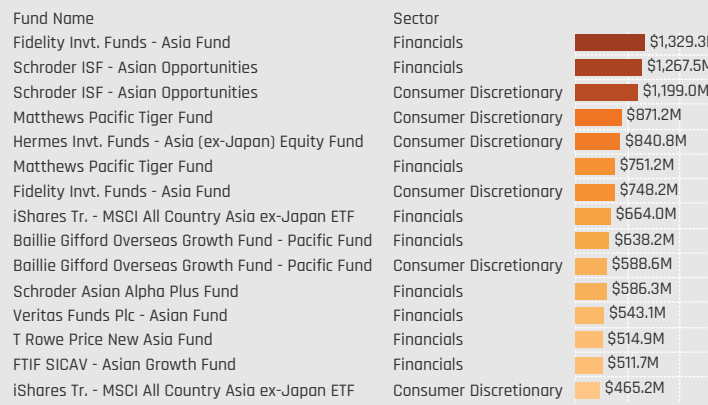 Fund Name Sector
Fidelity Invt. Funds - Asia Fund Financials $1,329.3
Schroder ISF - Asian Opportunities Financials $1,267.5M
Schroder ISF - Asian Opportunities Consumer Discretionary $1,199.0M
Matthews Pacific Tiger Fund Consumer Discretionary $871.2M
Hermes Invt. Funds - Asia (ex-Japan) Equity Fund Consumer Discretionary $840.8M
Matthews Pacific Tiger Fund Financials $751.2M
Fidelity Invt. Funds - Asia Fund Consumer Discretionary $748.2M
iShares Tr. - MSCI All Country Asia ex-Japan ETF Financials $664.0M
Baillie Gifford Overseas Growth Fund - Pacific Fund Financials $638.2M
Baillie Gifford Overseas Growth Fund - Pacific Fund Consumer Discretionary $588.6M
Schroder Asian Alpha Plus Fund Financials $586.3M
Veritas Funds Plc - Asian Fund Financials $543.1M
T Rowe Price New Asia Fund Financials $514.9M
FTIF SICAV - Asian Growth Fund Financials $511.7M
iShares Tr. - MSCI All Country Asia ex-Japan ETF Consumer Discretionary $465.2M